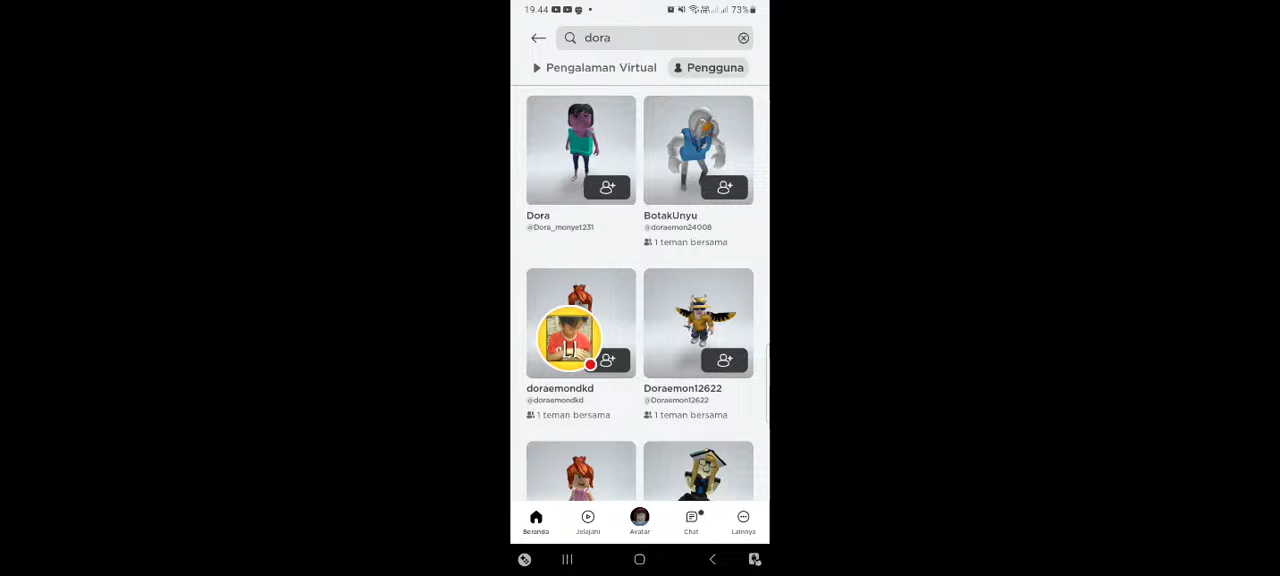 19.44
73%
dora
Pengalaman Virtual
Pengguna
Dora
@Dora_monyet231
BotakUnyu
@doraemon24008
1 teman bersama
LJ
doraemondkd
@doraemondkd
1 teman bersama
Doraemon12622
@Doraemon12622
1 teman bersama
Beranda
Jelajahi
Avatar
Chat
Lainnya